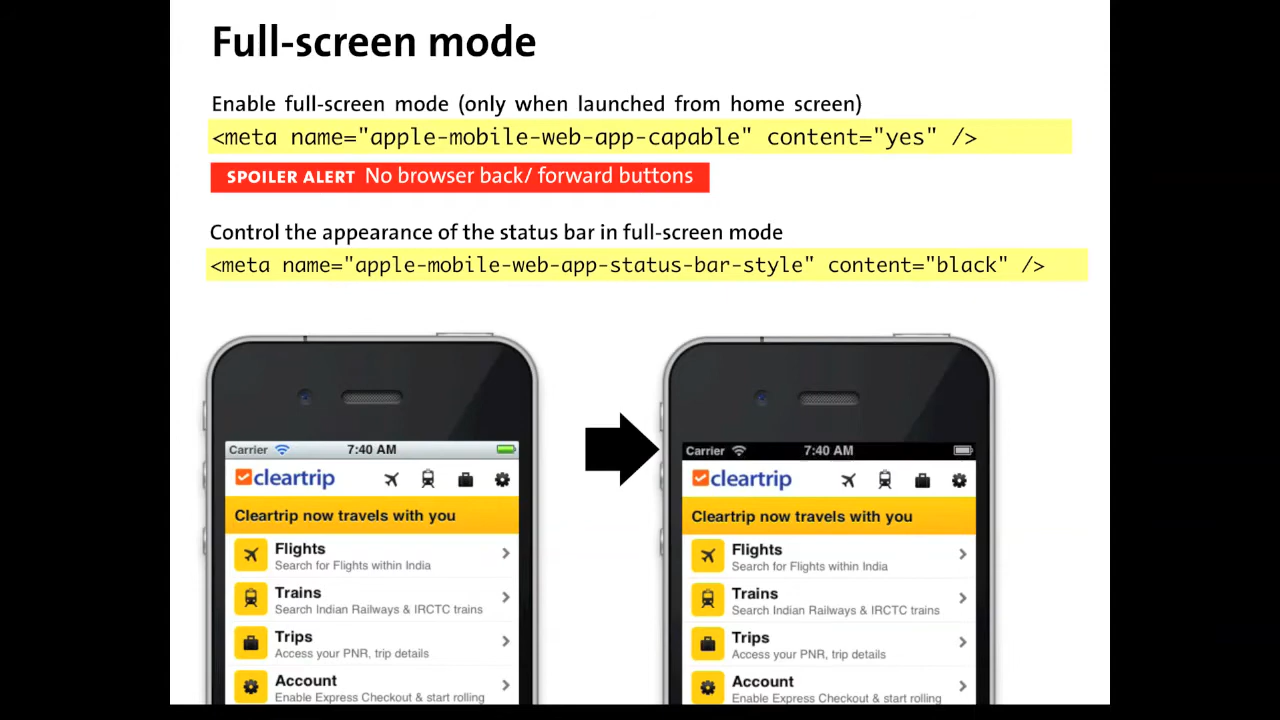 Full-screen mode
Enable full-screen mode (only when launched from home screen)
<meta name="apple-mobile-web-app-capable" content="yes" />
SPOILER ALERT No browser back/ forward buttons
Control the appearance of the status bar in full-screen mode
<meta name="apple-mobile-web-app-status-bar-style" content="black" />
Carrier 7:40 AM
cleartrip
Cleartrip now travels with you
Flights
Search for Flights within India
Trains
Search Indian Railways & IRCTC trains
Trips
Access your PNR, trip details
Account
Enable Express Checkout & start rolling
Carrier 7:40 AM
cleartrip
Cleartrip now travels with you
Flights
Search for Flights within India
Trains
Search Indian Railways & IRCTC trains
Trips
Access your PNR, trip details
Account
Enable Express Checkout & start rolling